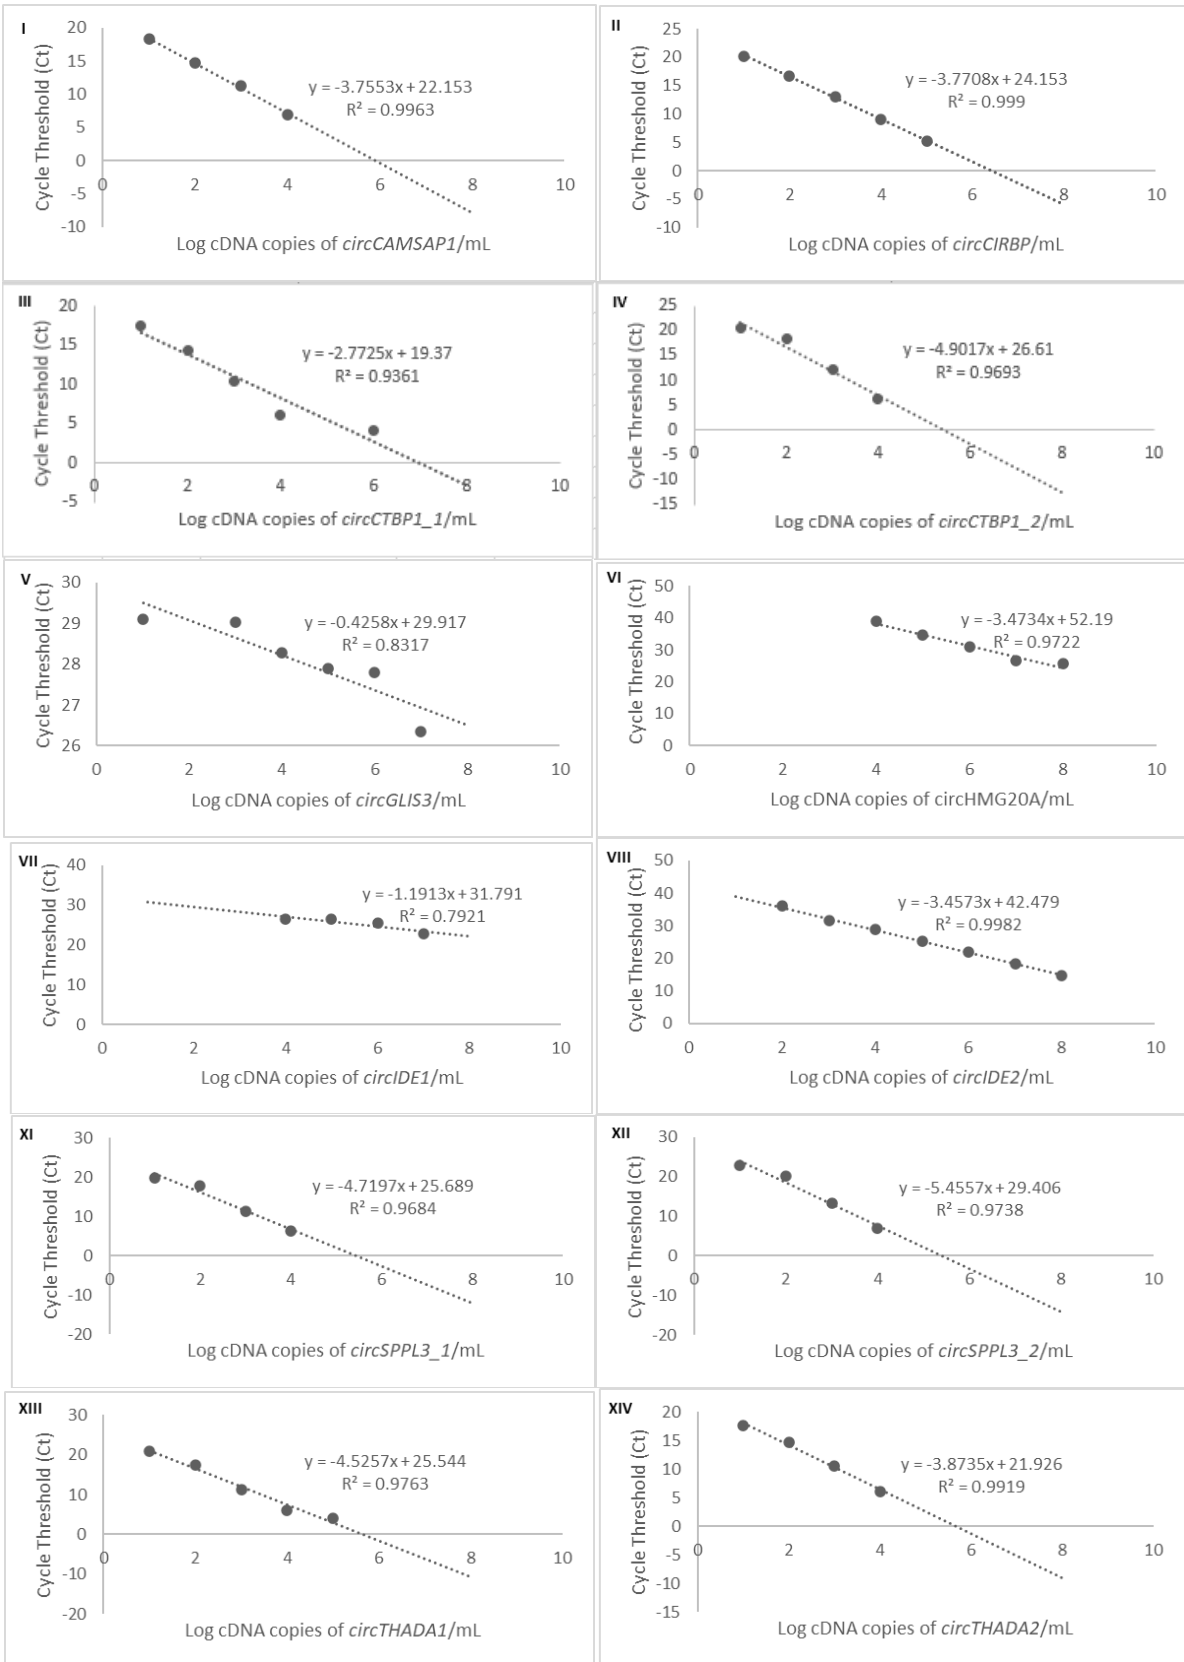 I
Cycle Threshold (Ct)
20
15
10
5
0
-5
-10
0
2
4
6
8
10
y = -3.7553x + 22.153
R² = 0.9963
Log cDNA copies of circCAMSAP1/mL
II
Cycle Threshold (Ct)
25
20
15
10
5
0
-5
-10
0
2
4
6
8
10
y = -3.7708x + 24.153
R² = 0.999
Log cDNA copies of circCIRBP/mL
III
Cycle Threshold (Ct)
20
15
10
5
0
-5
0
2
4
6
8
10
y = -2.7725x + 19.37
R² = 0.9361
Log cDNA copies of circCTBP1_1/mL
IV
Cycle Threshold (Ct)
25
20
15
10
5
0
-5
-10
-15
0
2
4
6
8
10
y = -4.9017x + 26.61
R² = 0.9693
Log cDNA copies of circCTBP1_2/mL
V
Cycle Threshold (Ct)
30
29
28
27
26
0
2
4
6
8
10
y = -0.4258x + 29.917
R² = 0.8317
Log cDNA copies of circGLIS3/mL
VI
Cycle Threshold (Ct)
50
40
30
20
10
0
0
2
4
6
8
10
y = -3.4734x + 52.19
R² = 0.9722
Log cDNA copies of circHMG20A/mL
VII
Cycle Threshold (Ct)
40
30
20
10
0
0
2
4
6
8
10
y = -1.1913x + 31.791
R² = 0.7921
Log cDNA copies of circIDE1/mL
VIII
Cycle Threshold (Ct)
50
40
30
20
10
0
0
2
4
6
8
10
y = -3.4573x + 42.479
R² = 0.9982
Log cDNA copies of circIDE2/mL
XI
Cycle Threshold (Ct)
30
20
10
0
-10
-20
0
2
4
6
8
10
y = -4.7197x + 25.689
R² = 0.9684
Log cDNA copies of circSPPL3_1/mL
XII
Cycle Threshold (Ct)
30
20
10
0
-10
-20
0
2
4
6
8
10
y = -5.4557x + 29.406
R² = 0.9738
Log cDNA copies of circSPPL3_2/mL
XIII
Cycle Threshold (Ct)
30
20
10
0
-10
-20
0
2
4
6
8
10
y = -4.5257x + 25.544
R² = 0.9763
Log cDNA copies of circTHADA1/mL
XIV
Cycle Threshold (Ct)
20
15
10
5
0
-5
-10
-15
0
2
4
6
8
10
y = -3.8735x + 21.926
R² = 0.9919
Log cDNA copies of circTHADA2/mL